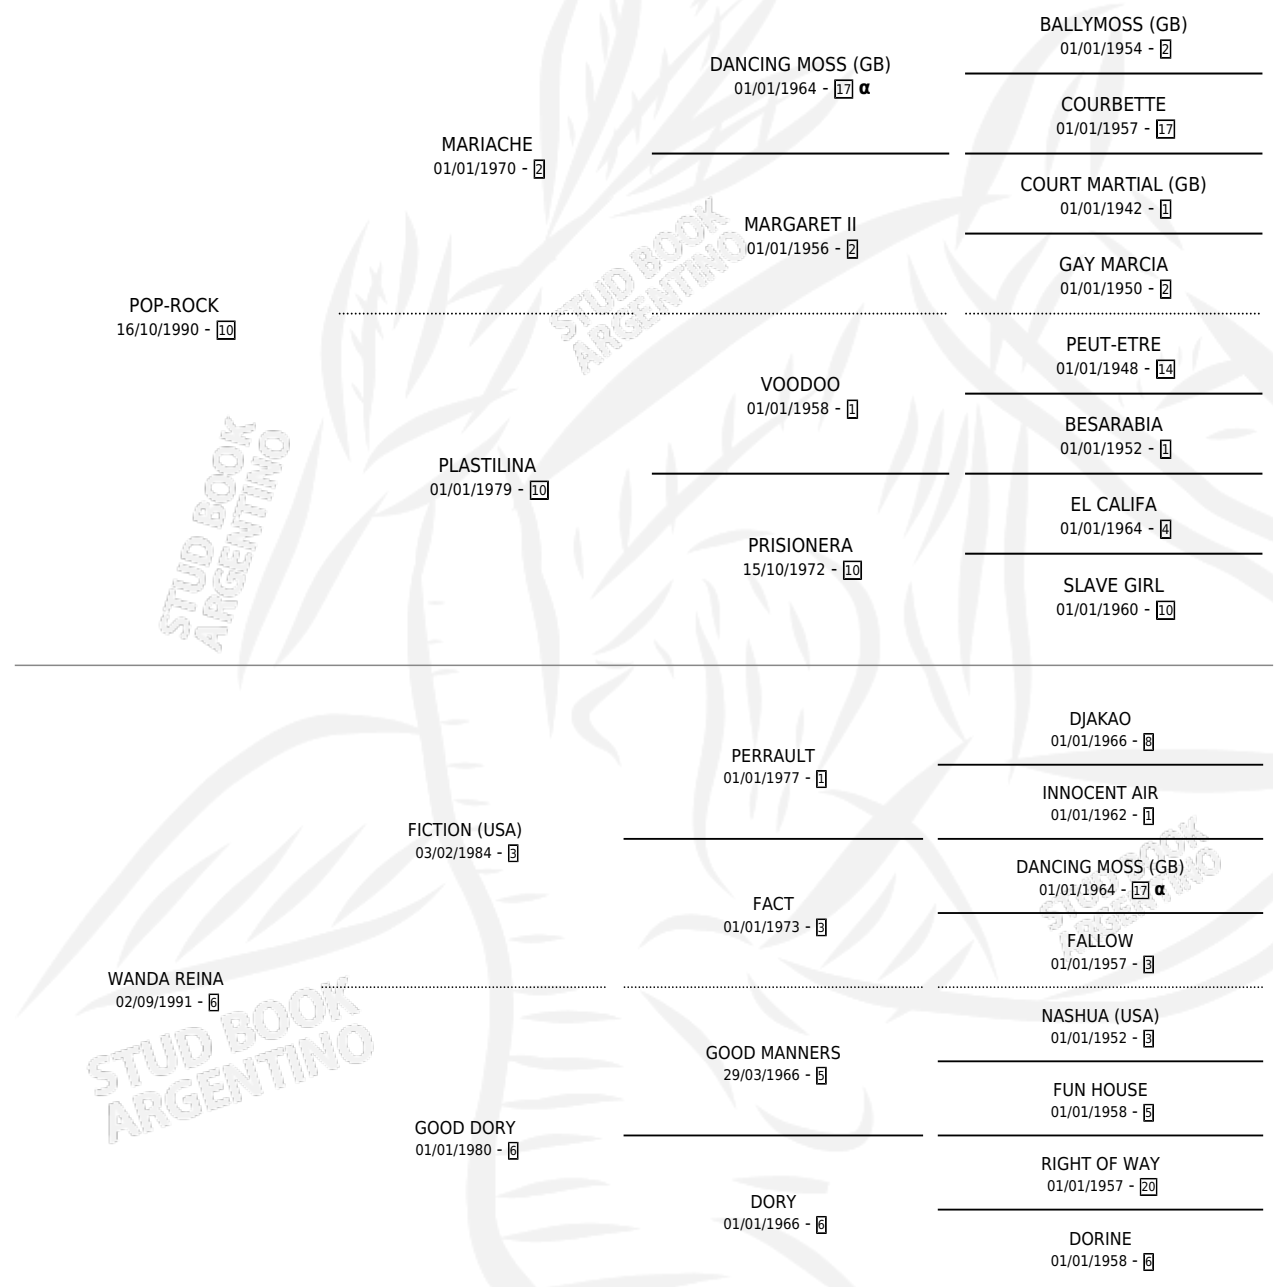 BALLYMOSS (GB)
01/01/1954 - 2
DANCING MOSS (GB)
01/01/1964 - 17 α
COURBETTE
01/01/1957 - 17
MARIACHE
01/01/1970 - 2
COURT MARTIAL (GB)
01/01/1942 - 1
MARGARET II
01/01/1956 - 2
GAY MARCIA
01/01/1950 - 2
POP-ROCK
16/10/1990 - 10
PEUT-ETRE
01/01/1948 - 14
VOODOO
01/01/1958 - 1
BESARABIA
01/01/1952 - 1
PLASTILINA
01/01/1979 - 10
EL CALIFA
01/01/1964 - 4
PRISIONERA
15/10/1972 - 10
SLAVE GIRL
01/01/1960 - 10
STUD BOOK
ARGENTINO
STUD BOOK
ARGENTINO
DJAKAO
01/01/1966 - 8
PERRAULT
01/01/1977 - 1
INNOCENT AIR
01/01/1962 - 1
FICTION (USA)
03/02/1984 - 3
DANCING MOSS (GB)
01/01/1964 - 17 α
FACT
01/01/1973 - 3
FALLOW
01/01/1957 - 3
WANDA REINA
02/09/1991 - 6
NASHUA (USA)
01/01/1952 - 3
GOOD MANNERS
29/03/1966 - 5
FUN HOUSE
01/01/1958 - 5
GOOD DORY
01/01/1980 - 6
RIGHT OF WAY
01/01/1957 - 20
DORY
01/01/1966 - 6
DORINE
01/01/1958 - 6
STUD BOOK
ARGENTINO
STUD BOOK
ARGENTINO